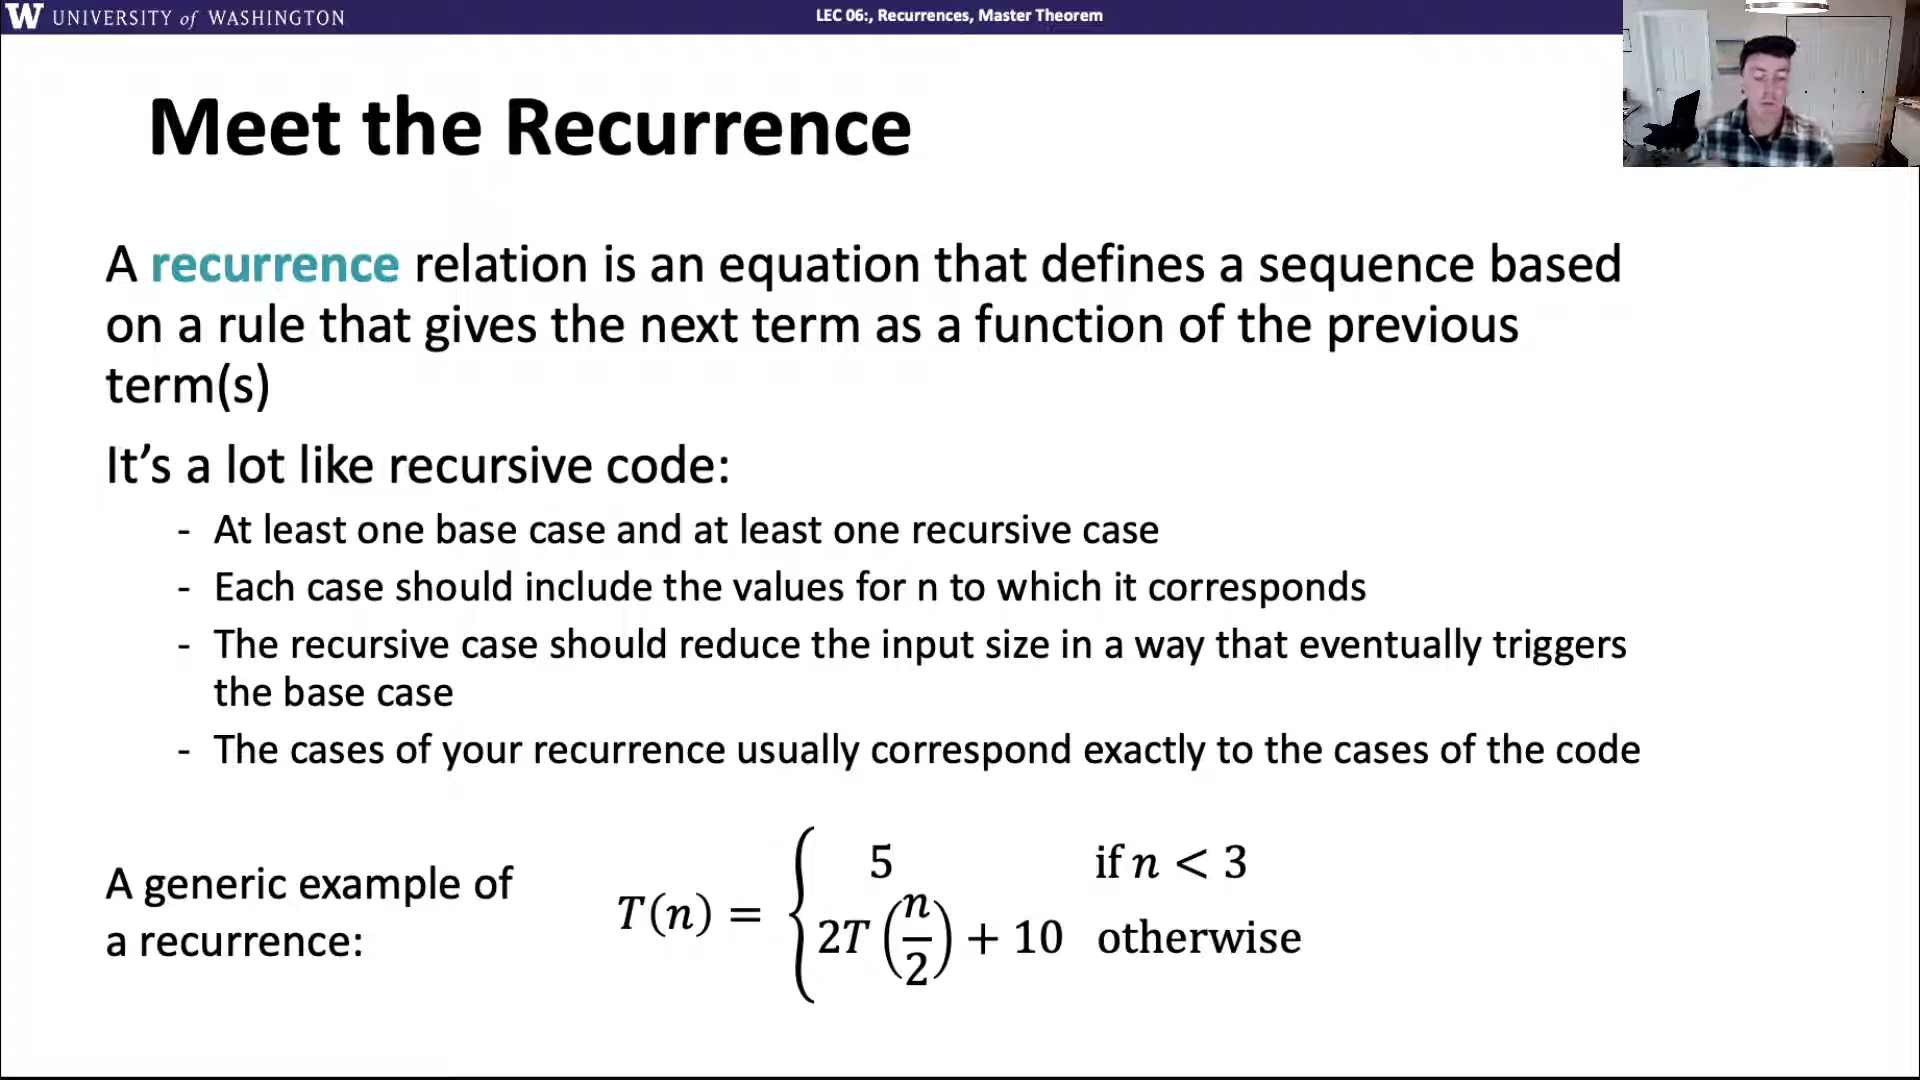 W UNIVERSITY of WASHINGTON
LEC 06:, Recurrences, Master Theorem
Meet the Recurrence
A recurrence relation is an equation that defines a sequence based
on a rule that gives the next term as a function of the previous
term(s)
It's a lot like recursive code:
- At least one base case and at least one recursive case
- Each case should include the values for n to which it corresponds
- The recursive case should reduce the input size in a way that eventually triggers
the base case
- The cases of your recurrence usually correspond exactly to the cases of the code
A generic example of
a recurrence:
T(n) = { 5 if n < 3
2T(n/2) + 10 otherwise